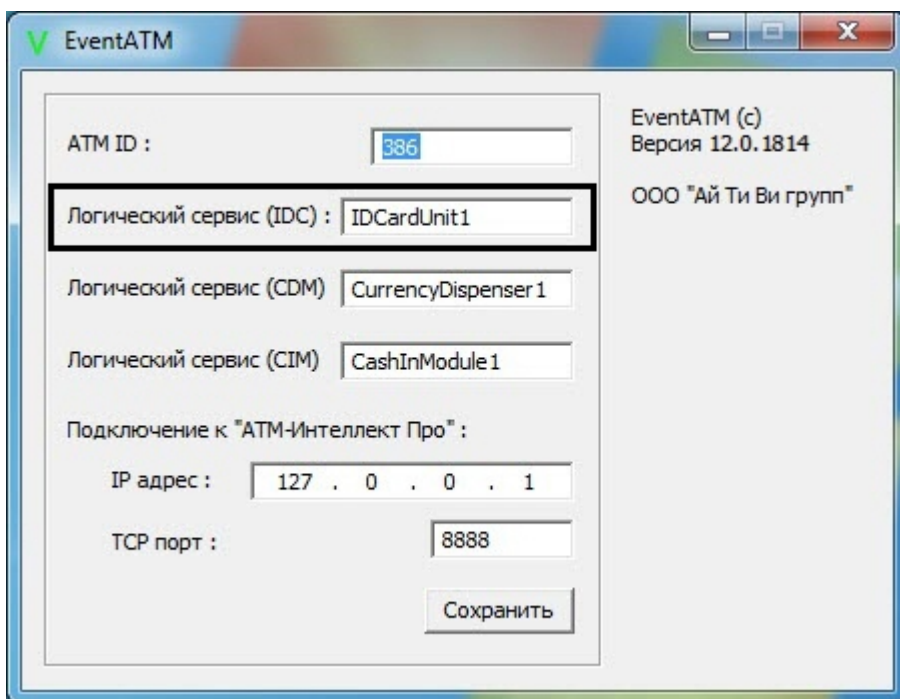 EventATM
ATM ID :
386
Логический сервис (IDC) :
IDCardUnit1
Логический сервис (CDM)
CurrencyDispenser1
Логический сервис (CIM)
CashInModule1
Подключение к "АТМ-Интеллект Про" :
IP адрес :
127 . 0 . 0 . 1
TCP порт :
8888
Сохранить
EventATM (c)
Версия 12.0.1814
ООО "Ай Ти Ви групп"